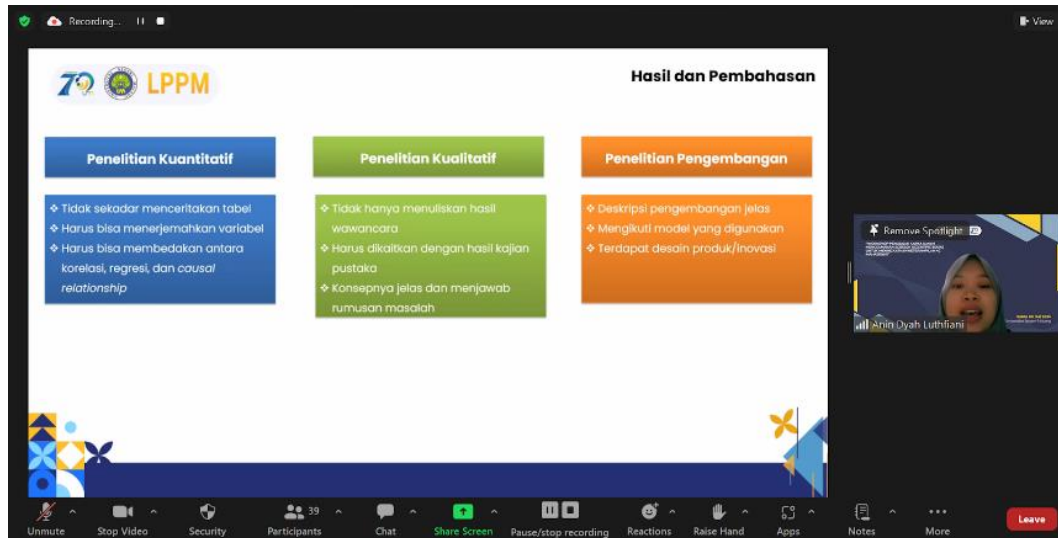 Recording...
View
70 LPPM
Hasil dan Pembahasan
Penelitian Kuantitatif
❖ Tidak sekadar menceritakan tabel
❖ Harus bisa menerjemahkan variabel
❖ Harus bisa membedakan antara
korelasi, regresi, dan causal
relationship
Penelitian Kualitatif
❖ Tidak hanya menuliskan hasil
wawancara
❖ Harus dikaitkan dengan hasil kajian
pustaka
❖ Konsepnya jelas dan menjawab
rumusan masalah
Penelitian Pengembangan
❖ Deskripsi pengembangan jelas
❖ Mengikuti model yang digunakan
❖ Terdapat desain produk/inovasi
Remove Spotlight
Anin Dyah Luthfiani
Unmute
Stop Video
Security
Participants
39
Chat
Share Screen
Pause/stop recording
Reactions
Raise Hand
Apps
Notes
More
Leave